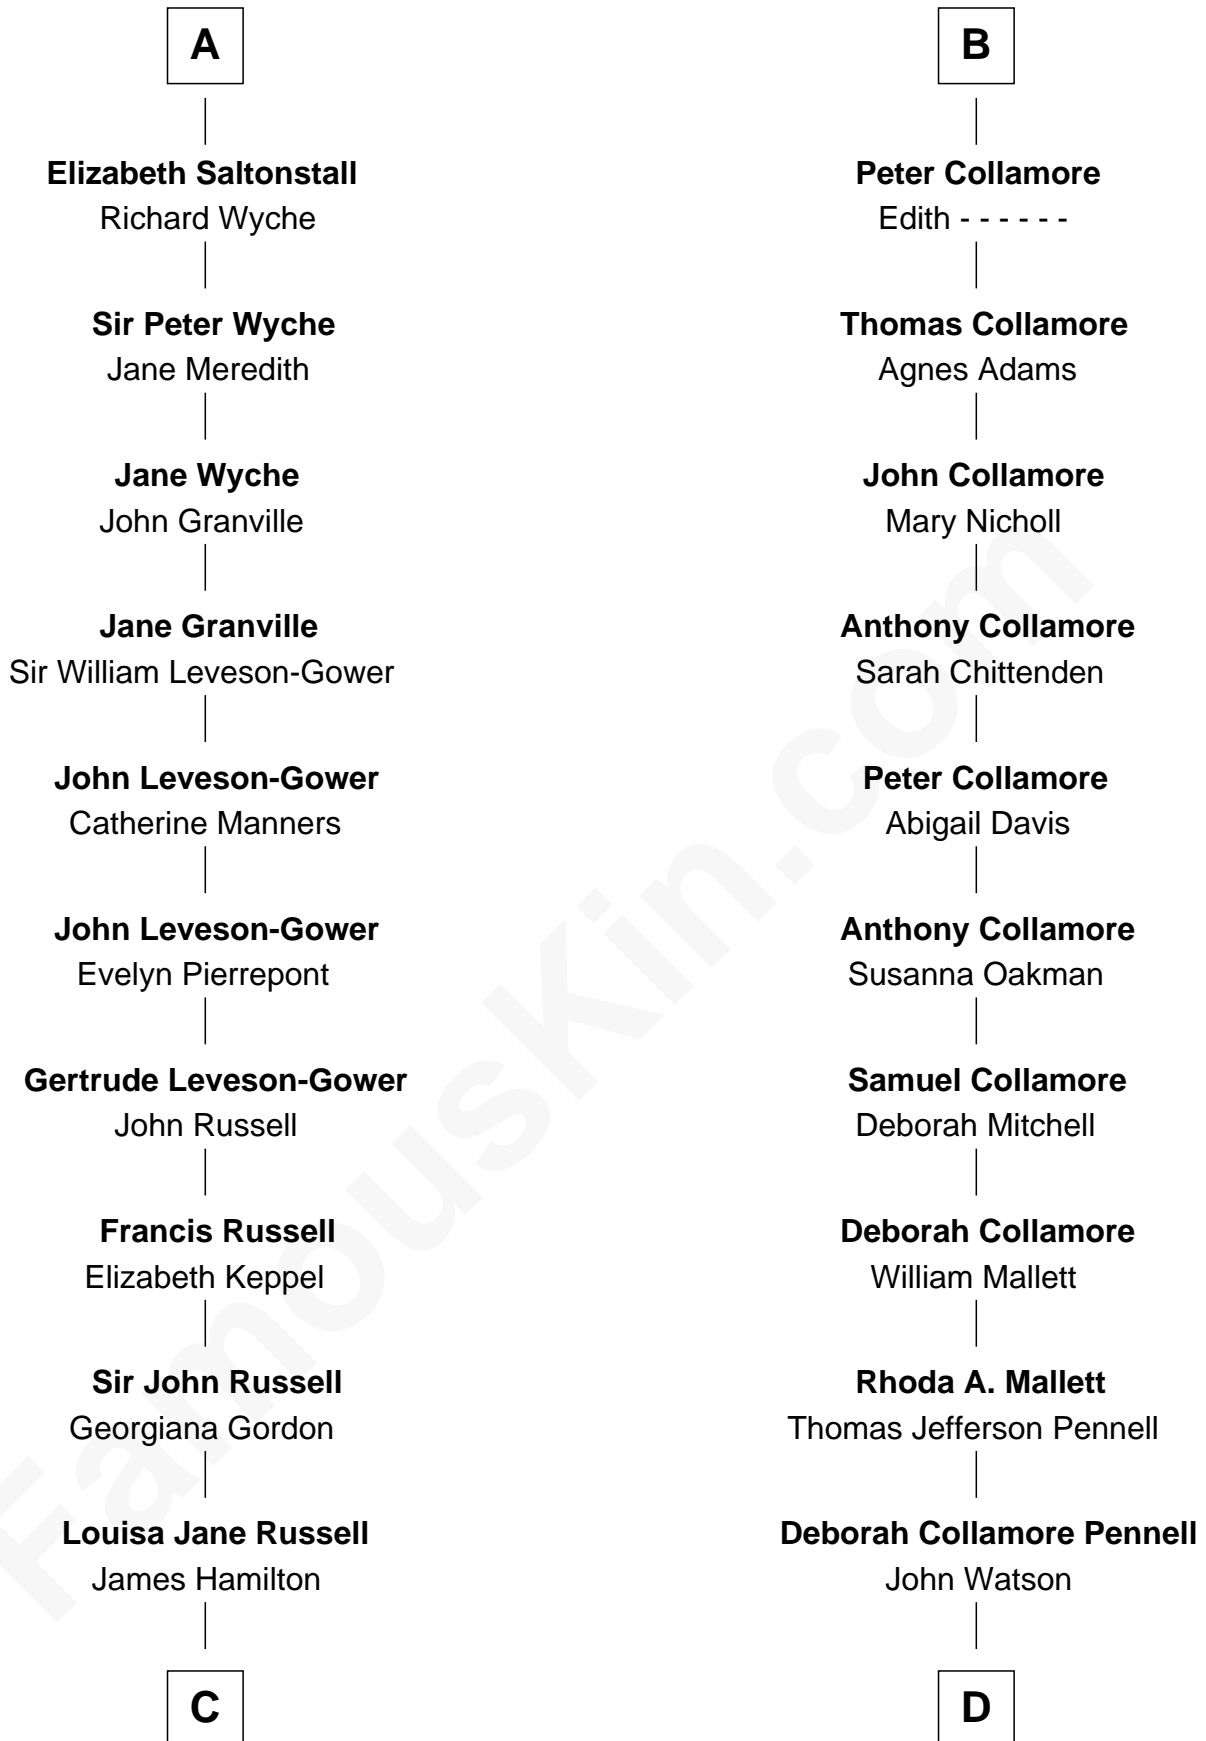 A
Elizabeth Saltonstall
Richard Wyche
Sir Peter Wyche
Jane Meredith
Jane Wyche
John Granville
Jane Granville
Sir William Leveson-Gower
John Leveson-Gower
Catherine Manners
John Leveson-Gower
Evelyn Pierrepont
Gertrude Leveson-Gower
John Russell
Francis Russell
Elizabeth Keppel
Sir John Russell
Georgiana Gordon
Louisa Jane Russell
James Hamilton
C
B
Peter Collamore
Edith - - - - - -
Thomas Collamore
Agnes Adams
John Collamore
Mary Nicholl
Anthony Collamore
Sarah Chittenden
Peter Collamore
Abigail Davis
Anthony Collamore
Susanna Oakman
Samuel Collamore
Deborah Mitchell
Deborah Collamore
William Mallett
Rhoda A. Mallett
Thomas Jefferson Pennell
Deborah Collamore Pennell
John Watson
D
FamousKin.com